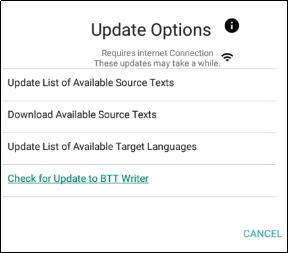 Update Options
Requires internet Connection
These updates may take a while.
Update List of Available Source Texts
Download Available Source Texts
Update List of Available Target Languages
Check for Update to BTT Writer
CANCEL